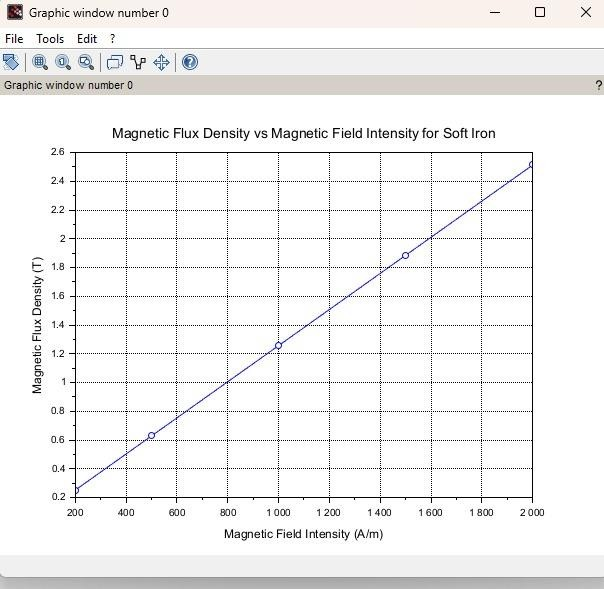 Graphic window number 0
File Tools Edit ?
Graphic window number 0 ?
Magnetic Flux Density vs Magnetic Field Intensity for Soft Iron
2.6
2.4
2.2
2
1.8
1.6
1.4
1.2
1
0.8
0.6
0.4
0.2
Magnetic Flux Density (T)
200 400 600 800 1 000 1 200 1 400 1 600 1 800 2 000
Magnetic Field Intensity (A/m)